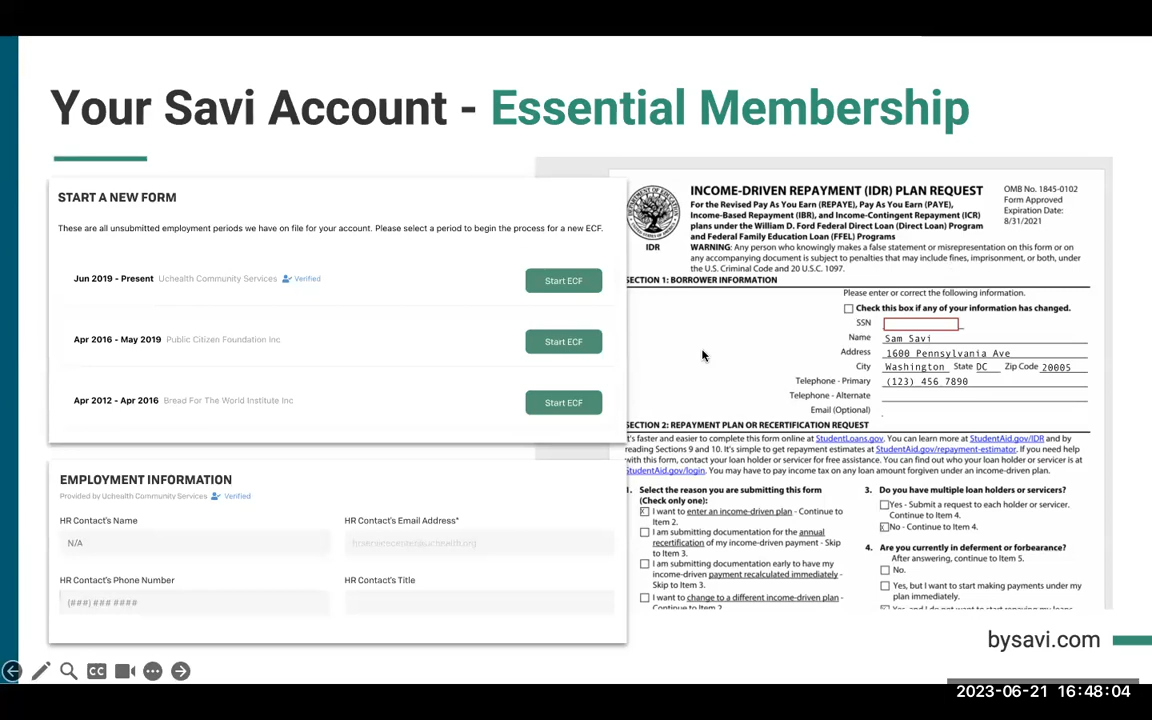 Your Savi Account - Essential Membership
START A NEW FORM
These are all unsubmitted employment periods we have on file for your account. Please select a period to begin the process for a new ECF.
Jun 2019 - Present Uchealth Community Services Verified
Start ECF
Apr 2016 - May 2019 Public Citizen Foundation Inc
Start ECF
Apr 2012 - Apr 2016 Bread For The World Institute Inc
Start ECF
EMPLOYMENT INFORMATION
Provided by Uchealth Community Services Verified
HR Contact's Name
HR Contact's Email Address*
N/A
HR Contact's Phone Number
HR Contact's Title
(###) ### ####
IDR
INCOME-DRIVEN REPAYMENT (IDR) PLAN REQUEST
For the Revised Pay As You Earn (REPAYE), Pay As You Earn (PAYE),
Income-Based Repayment (IBR), and Income-Contingent Repayment (ICR)
plans under the William D. Ford Federal Direct Loan (Direct Loan) Program
and Federal Family Education Loan (FFEL) Programs
WARNING: Any person who knowingly makes a false statement or misrepresentation on this form or on
any accompanying document is subject to penalties that may include fines, imprisonment, or both, under
the U.S. Criminal Code and 20 U.S.C. 1097.
OMB No. 1845-0102
Form Approved
Expiration Date:
8/31/2021
SECTION 1: BORROWER INFORMATION
Please enter or correct the following information.
Check this box if any of your information has changed.
SSN
Name Sam Savi
Address 1600 Pennsylvania Ave
City Washington State DC Zip Code 20005
Telephone - Primary (123) 456 7890
Telephone - Alternate
Email (Optional)
SECTION 2: REPAYMENT PLAN OR RECERTIFICATION REQUEST
It's faster and easier to complete this form online at StudentLoans.gov. You can learn more at StudentAid.gov/IDR and by
reading Sections 9 and 10. It's simple to get repayment estimates at StudentAid.gov/repayment-estimator. If you need help
with this form, contact your loan holder or servicer for free assistance. You can find out who your loan holder or servicer is at
StudentAid.gov/login. You may have to pay income tax on any loan amount forgiven under an income-driven plan.
1. Select the reason you are submitting this form
(Check only one):
I want to enter an income-driven plan - Continue to
Item 2.
I am submitting documentation for the annual
recertification of my income-driven payment - Skip
to Item 3.
I am submitting documentation early to have my
income-driven payment recalculated immediately -
Skip to Item 3.
I want to change to a different income-driven plan -
Continue to Item 2.
3. Do you have multiple loan holders or servicers?
Yes - Submit a request to each holder or servicer.
Continue to Item 4.
No - Continue to Item 4.
4. Are you currently in deferment or forbearance?
After answering, continue to Item 5.
No.
Yes, but I want to start making payments under my
plan immediately.
bysavi.com
CC
2023-06-21 16:48:04